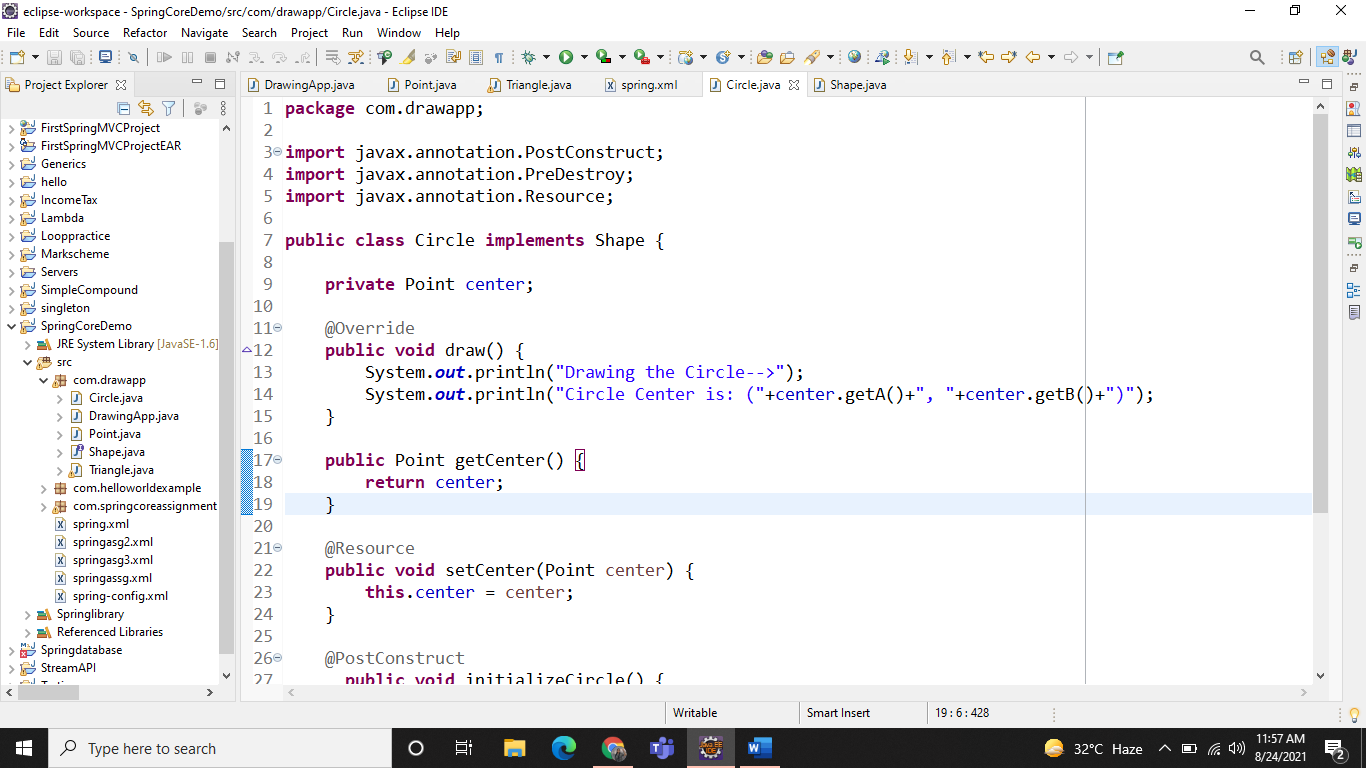 eclipse-workspace - SpringCoreDemo/src/com/drawapp/Circle.java - Eclipse IDE
File Edit Source Refactor Navigate Search Project Run Window Help
Project Explorer
DrawingApp.java Point.java Triangle.java spring.xml Circle.java Shape.java
FirstSpringMVCProject
FirstSpringMVCProjectEAR
Generics
hello
IncomeTax
Lambda
Looppractice
Markscheme
Servers
SimpleCompound
singleton
SpringCoreDemo
JRE System Library [JavaSE-1.6]
src
com.drawapp
Circle.java
DrawingApp.java
Point.java
Shape.java
Triangle.java
com.helloworldexample
com.springcoreassignment
spring.xml
springasg2.xml
springasg3.xml
springassg.xml
spring-config.xml
Springlibrary
Referenced Libraries
Springdatabase
StreamAPI
1 package com.drawapp;
2
3 import javax.annotation.PostConstruct;
4 import javax.annotation.PreDestroy;
5 import javax.annotation.Resource;
6
7 public class Circle implements Shape {
8
9 private Point center;
10
11 @Override
12 public void draw() {
13 System.out.println("Drawing the Circle-->");
14 System.out.println("Circle Center is: ("+center.getA()+", "+center.getB()+")");
15 }
16
17 public Point getCenter() {
18 return center;
19 }
20
21 @Resource
22 public void setCenter(Point center) {
23 this.center = center;
24 }
25
26 @PostConstruct
27 public void initializeCircle() {
Writable Smart Insert 19 : 6 : 428
Type here to search
32°C Haze
11:57 AM
8/24/2021
2